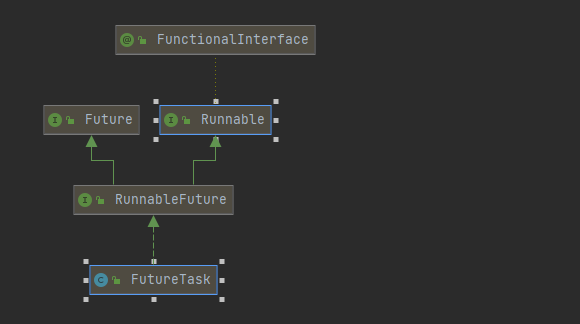 FunctionalInterface
Future
Runnable
RunnableFuture
FutureTask